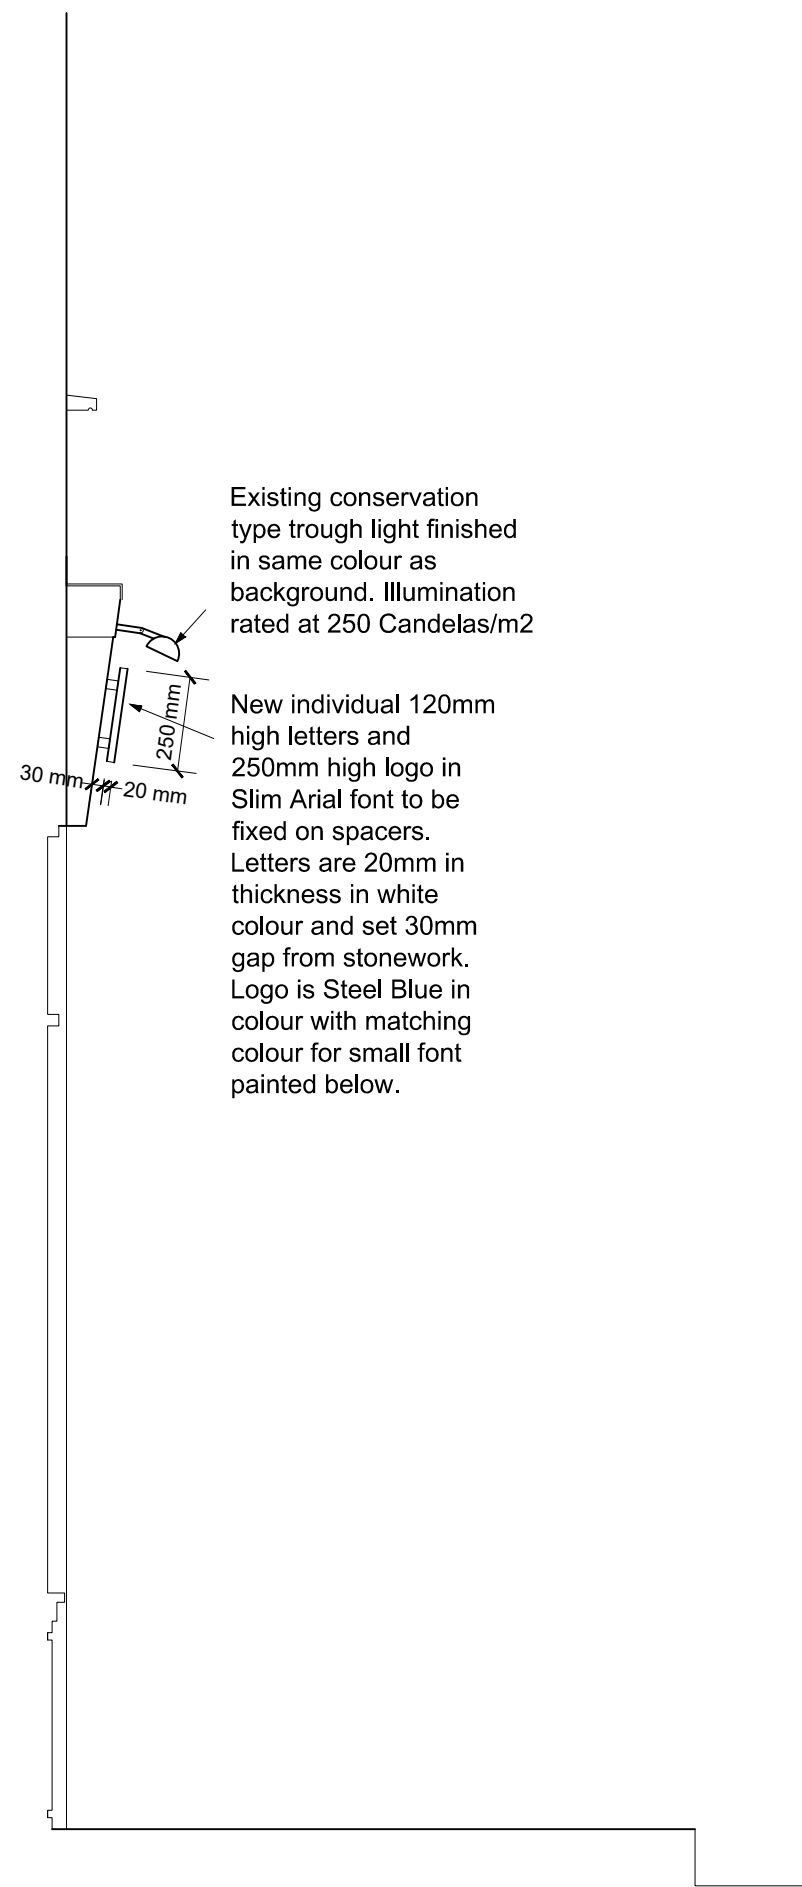 Existing conservation
type trough light finished
in same colour as
background. Illumination
rated at 250 Candelas/m2
250 mm
30 mm
20 mm
New individual 120mm
high letters and
250mm high logo in
Slim Arial font to be
fixed on spacers.
Letters are 20mm in
thickness in white
colour and set 30mm
gap from stonework.
Logo is Steel Blue in
colour with matching
colour for small font
painted below.